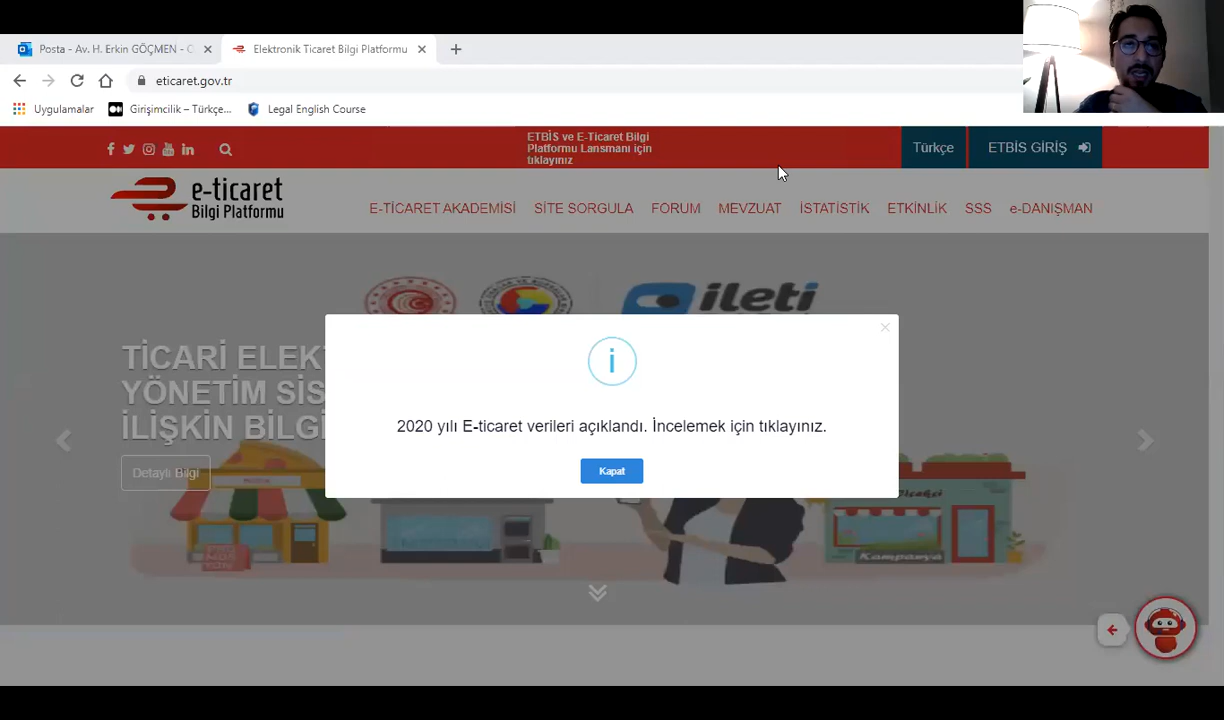 Posta - Av. H. Erkin GÖÇMEN - O
Elektronik Ticaret Bilgi Platformu
eticaret.gov.tr
Uygulamalar
Girişimcilik – Türkçe...
Legal English Course
ETBİS ve E-Ticaret Bilgi
Platformu Lansmanı için
tıklayınız
Türkçe
ETBİS GİRİŞ
e-ticaret
Bilgi Platformu
E-TİCARET AKADEMİSİ
SİTE SORGULA
FORUM
MEVZUAT
İSTATİSTİK
ETKİNLİK
SSS
e-DANIŞMAN
ileti
TİCARİ ELEKT
YÖNETİM SİS
İLİŞKİN BİLGİ
Detaylı Bilgi
2020 yılı E-ticaret verileri açıklandı. İncelemek için tıklayınız.
Kapat
Kampanya